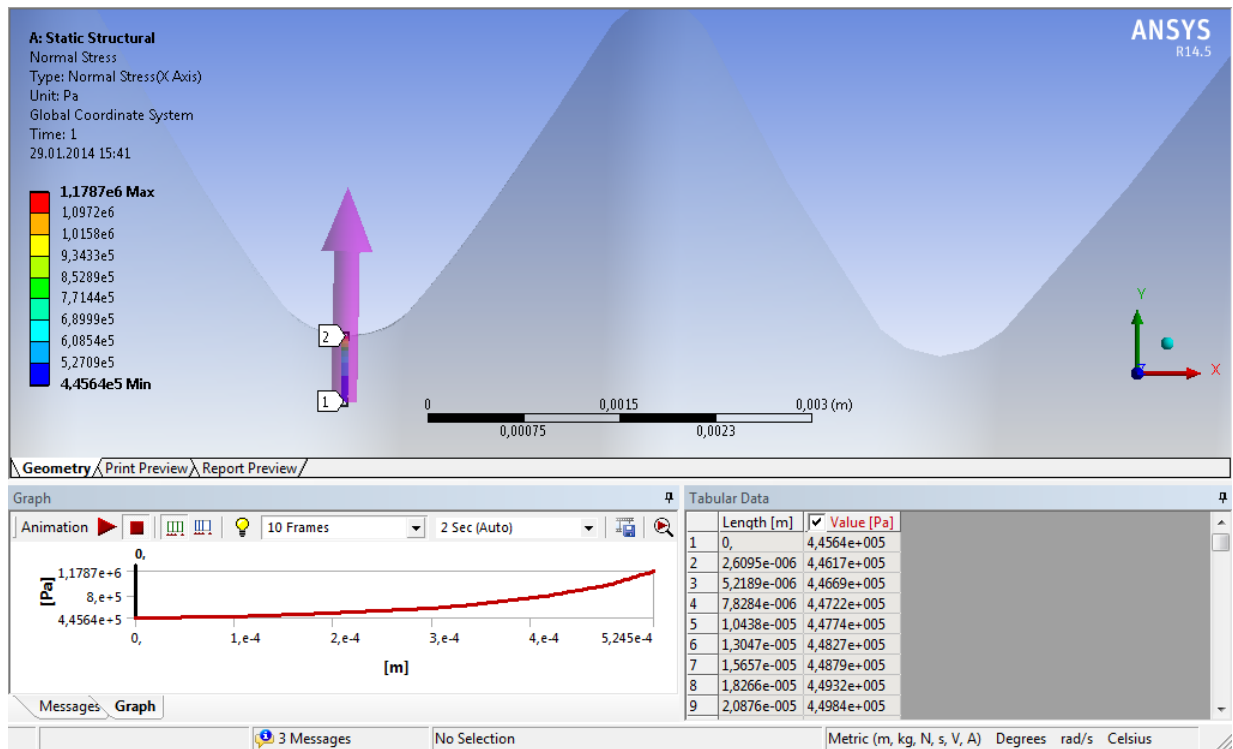 A: Static Structural
Normal Stress
Type: Normal Stress(X Axis)
Unit: Pa
Global Coordinate System
Time: 1
29.01.2014 15:41
ANSYS
R14.5
1,1787e6 Max
1,0972e6
1,0158e6
9,3433e5
8,5289e5
7,7144e5
6,8999e5
6,0854e5
5,2709e5
4,4564e5 Min
2
1
0 0,0015 0,003 (m)
0,00075 0,0023
Y
X
Z
Geometry Print Preview Report Preview
Graph
Animation 10 Frames 2 Sec (Auto)
0,
[Pa]
1,1787e+6
8,e+5
4,4564e+5
0, 1,e-4 2,e-4 3,e-4 4,e-4 5,245e-4
[m]
Messages Graph
Tabular Data
Length [m] Value [Pa]
1 0, 4,4564e+005
2 2,6095e-006 4,4617e+005
3 5,2189e-006 4,4669e+005
4 7,8284e-006 4,4722e+005
5 1,0438e-005 4,4774e+005
6 1,3047e-005 4,4827e+005
7 1,5657e-005 4,4879e+005
8 1,8266e-005 4,4932e+005
9 2,0876e-005 4,4984e+005
3 Messages No Selection Metric (m, kg, N, s, V, A) Degrees rad/s Celsius